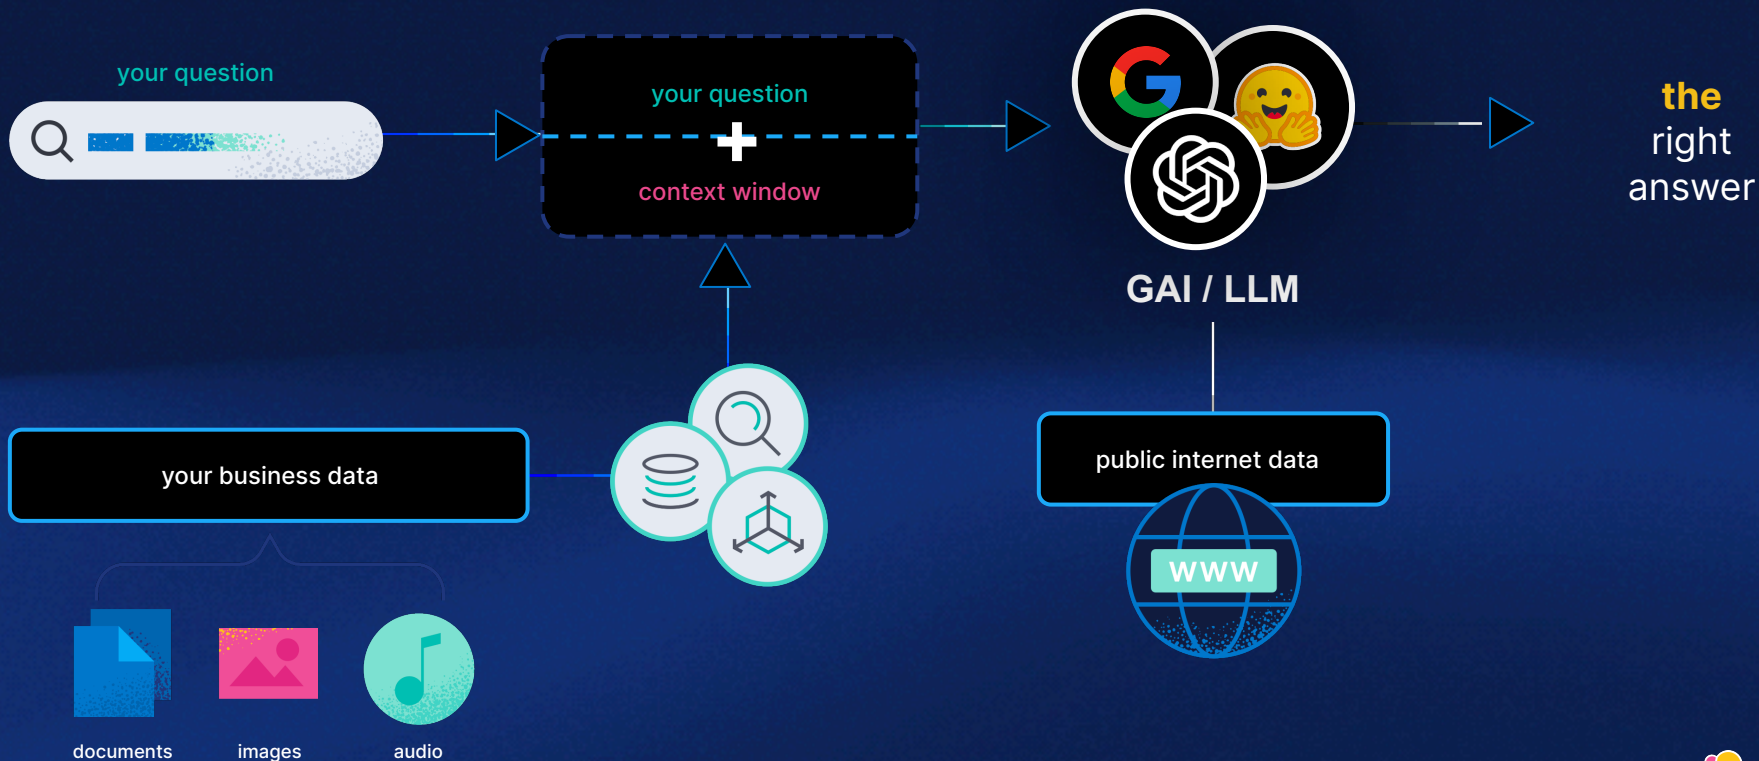 your question
your question
context window
GAI / LLM
the
right
answer
your business data
public internet data
WWW
documents
images
audio